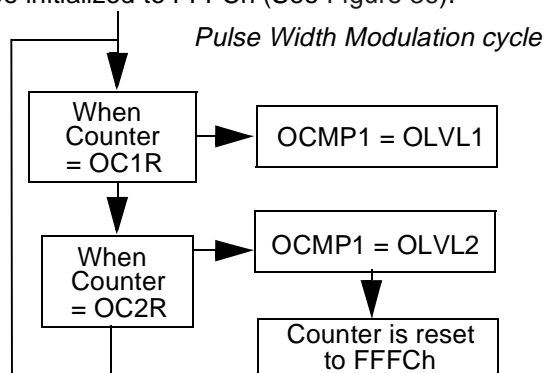 be initialized to FFFCh (See Figure 53).
Pulse Width Modulation cycle
When
Counter
= OC1R
OCMP1 = OLVL1
When
Counter
= OC2R
OCMP1 = OLVL2
Counter is reset
to FFFCh